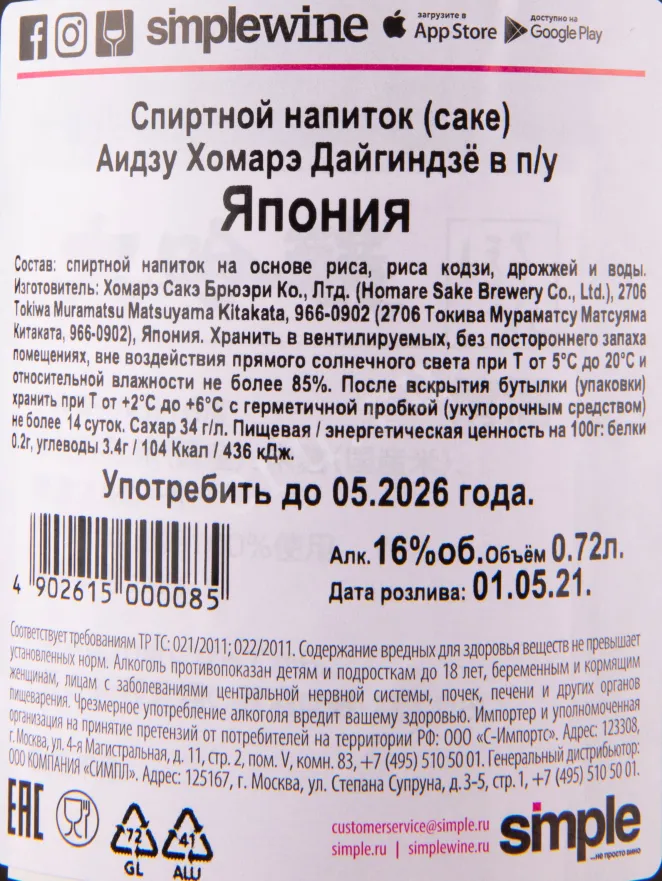 simplewine загрузите в App Store доступно на Google Play
Спиртной напиток (саке)
Аидзу Хомарэ Дайгиндзё в п/у
Япония
Состав: спиртной напиток на основе риса, риса кодзи, дрожжей и воды.
Изготовитель: Хомарэ Сакэ Брюэри Ко., Лтд. (Homare Sake Brewery Co., Ltd.), 2706
Tokiwa Muramatsu Matsuyama Kitakata, 966-0902 (2706 Токива Мураматсу Матсуяма
Китаката, 966-0902), Япония. Хранить в вентилируемых, без постороннего запаха
помещениях, вне воздействия прямого солнечного света при Т от 5°С до 20°С и
относительной влажности не более 85%. После вскрытия бутылки (упаковки)
хранить при Т от +2°С до +6°С с герметичной пробкой (укупорочным средством)
не более 14 суток. Сахар 34 г/л. Пищевая / энергетическая ценность на 100г: белки
0.2г, углеводы 3.4г / 104 Ккал / 436 кДж.
Употребить до 05.2026 года.
Алк. 16%об. Объём 0.72л.
Дата розлива: 01.05.21.
4 902615 000085
Соответствует требованиям ТР ТС: 021/2011; 022/2011. Содержание вредных для здоровья веществ не превышает
установленных норм. Алкоголь противопоказан детям и подросткам до 18 лет, беременным и кормящим
женщинам, лицам с заболеваниями центральной нервной системы, почек, печени и других органов
пищеварения. Чрезмерное употребление алкоголя вредит вашему здоровью. Импортер и уполномоченная
организация на принятие претензий от потребителей на территории РФ: ООО «С-Импортс». Адрес: 123308,
г. Москва, ул. 4-я Магистральная, д. 11, стр. 2, пом. V, комн. 83, +7 (495) 510 50 01. Генеральный дистрибьютор:
ООО КОМПАНИЯ «СИМПЛ». Адрес: 125167, г. Москва, ул. Степана Супруна, д. 3-5, стр. 1, +7 (495) 510 50 01.
EAC
72
GL
41
ALU
customerservice@simple.ru
simple.ru | simplewine.ru
simple
...не просто вино